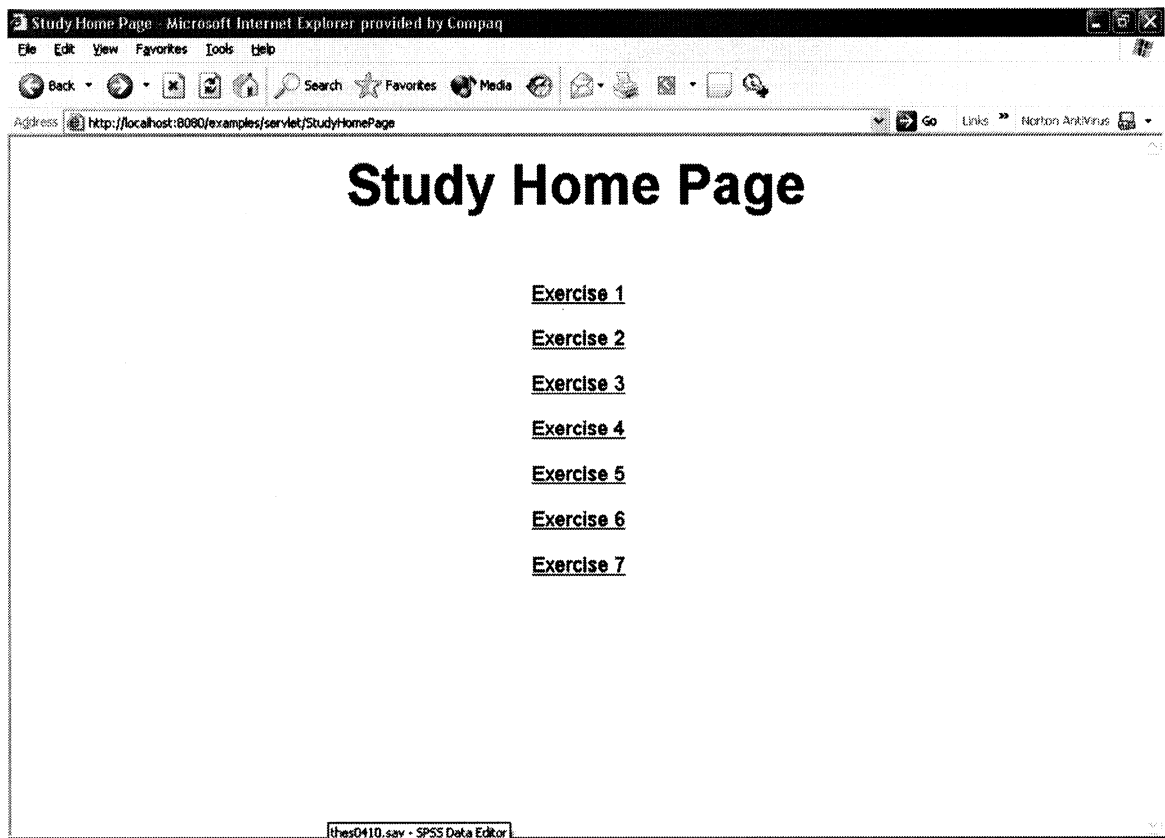 Study Home Page - Microsoft Internet Explorer provided by Compaq
File Edit View Favorites Tools Help
Back Search Favorites Media
Address http://localhost:8080/examples/servlet/StudyHomePage Go Links » Norton AntiVirus
Study Home Page
Exercise 1
Exercise 2
Exercise 3
Exercise 4
Exercise 5
Exercise 6
Exercise 7
thes0410.sav - SPSS Data Editor